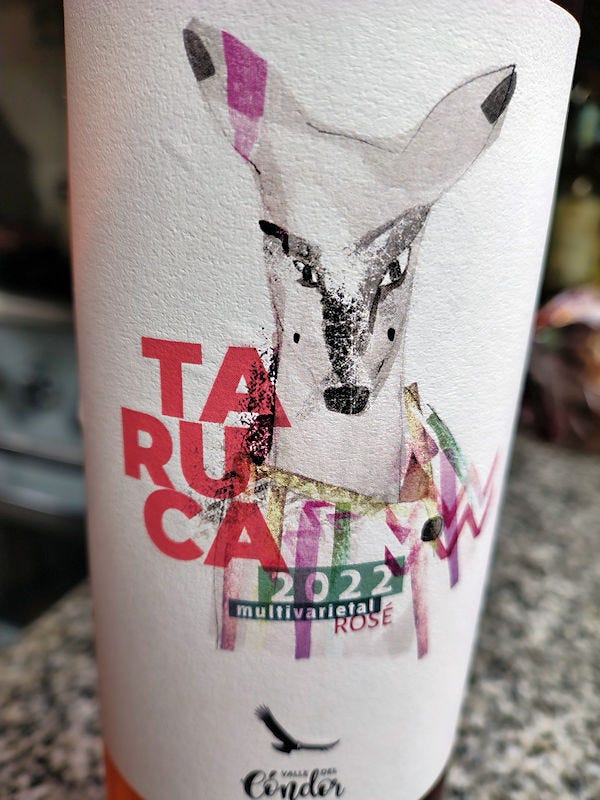 TA
RU
CA
2022
multivarietal
ROSÉ
VALLE DEL
Cóndor